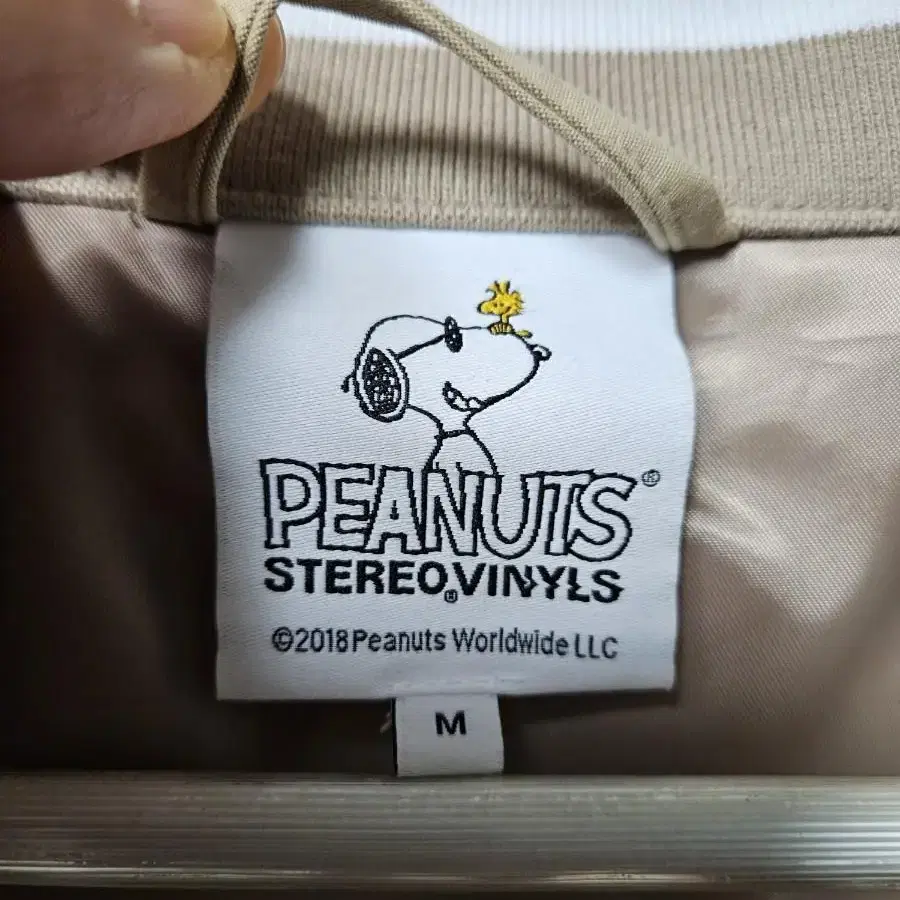 PEANUTS®
STEREO.VINYLS®
©2018 Peanuts Worldwide LLC
M